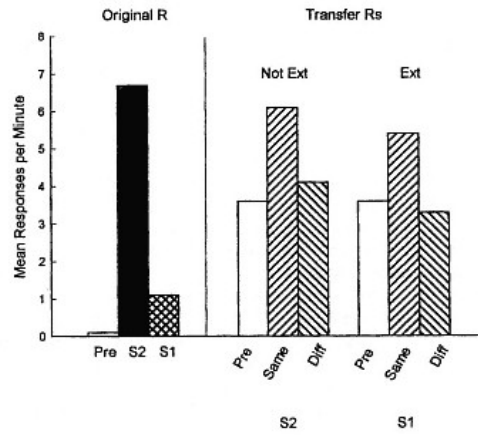 Original R
Transfer Rs
8
7
6
5
4
3
2
1
0
Mean Responses per Minute
Not Ext
Ext
Pre S2 S1
Pre Same Diff
Pre Same Diff
S2
S1